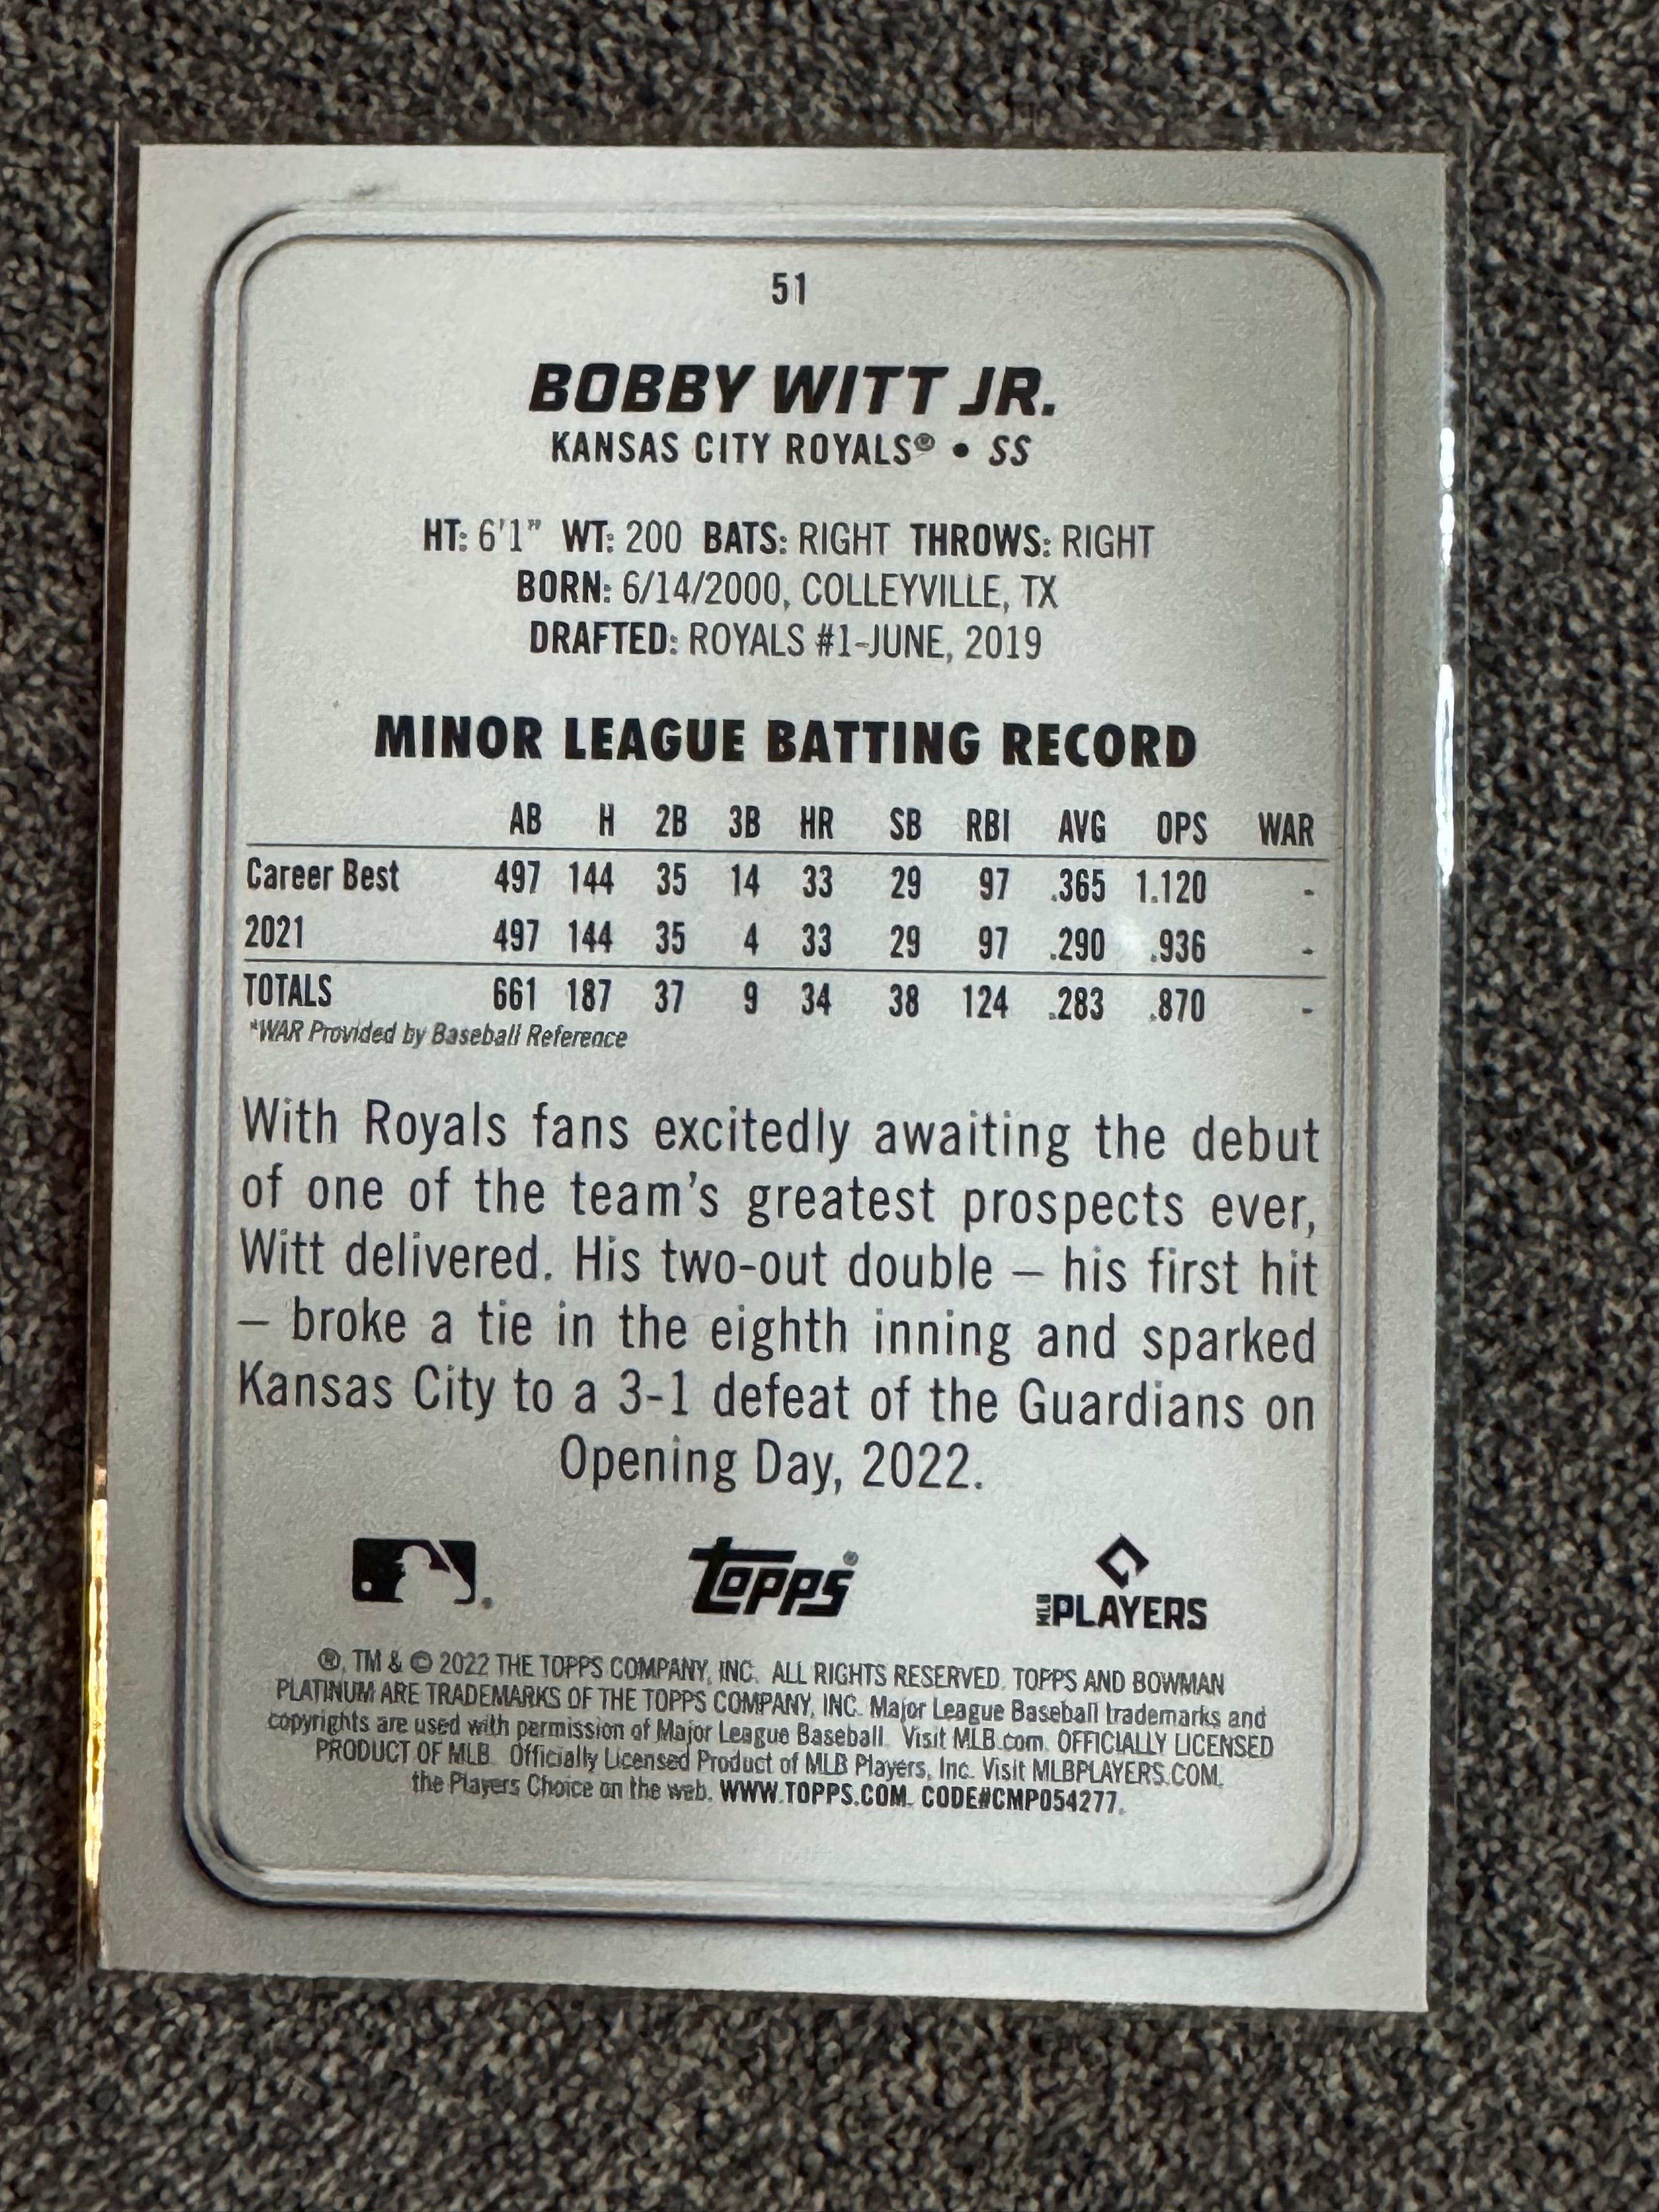 51
BOBBY WITT JR.
KANSAS CITY ROYALS® • SS
HT: 6'1" WT: 200 BATS: RIGHT THROWS: RIGHT
BORN: 6/14/2000, COLLEYVILLE, TX
DRAFTED: ROYALS #1-JUNE, 2019
MINOR LEAGUE BATTING RECORD
AB H 2B 3B HR SB RBI AVG OPS WAR
Career Best 497 144 35 14 33 29 97 .365 1.120 -
2021 497 144 35 4 33 29 97 .290 .936 -
TOTALS 661 187 37 9 34 38 124 .283 .870 -
*WAR Provided by Baseball Reference
With Royals fans excitedly awaiting the debut
of one of the team's greatest prospects ever,
Witt delivered. His two-out double – his first hit
– broke a tie in the eighth inning and sparked
Kansas City to a 3-1 defeat of the Guardians on
Opening Day, 2022.
topps® MLB PLAYERS
®, TM & © 2022 THE TOPPS COMPANY, INC. ALL RIGHTS RESERVED. TOPPS AND BOWMAN
PLATINUM ARE TRADEMARKS OF THE TOPPS COMPANY, INC. Major League Baseball trademarks and
copyrights are used with permission of Major League Baseball. Visit MLB.com. OFFICIALLY LICENSED
PRODUCT OF MLB. Officially Licensed Product of MLB Players, Inc. Visit MLBPLAYERS.COM,
the Players Choice on the web. WWW.TOPPS.COM. CODE#CMP054277.